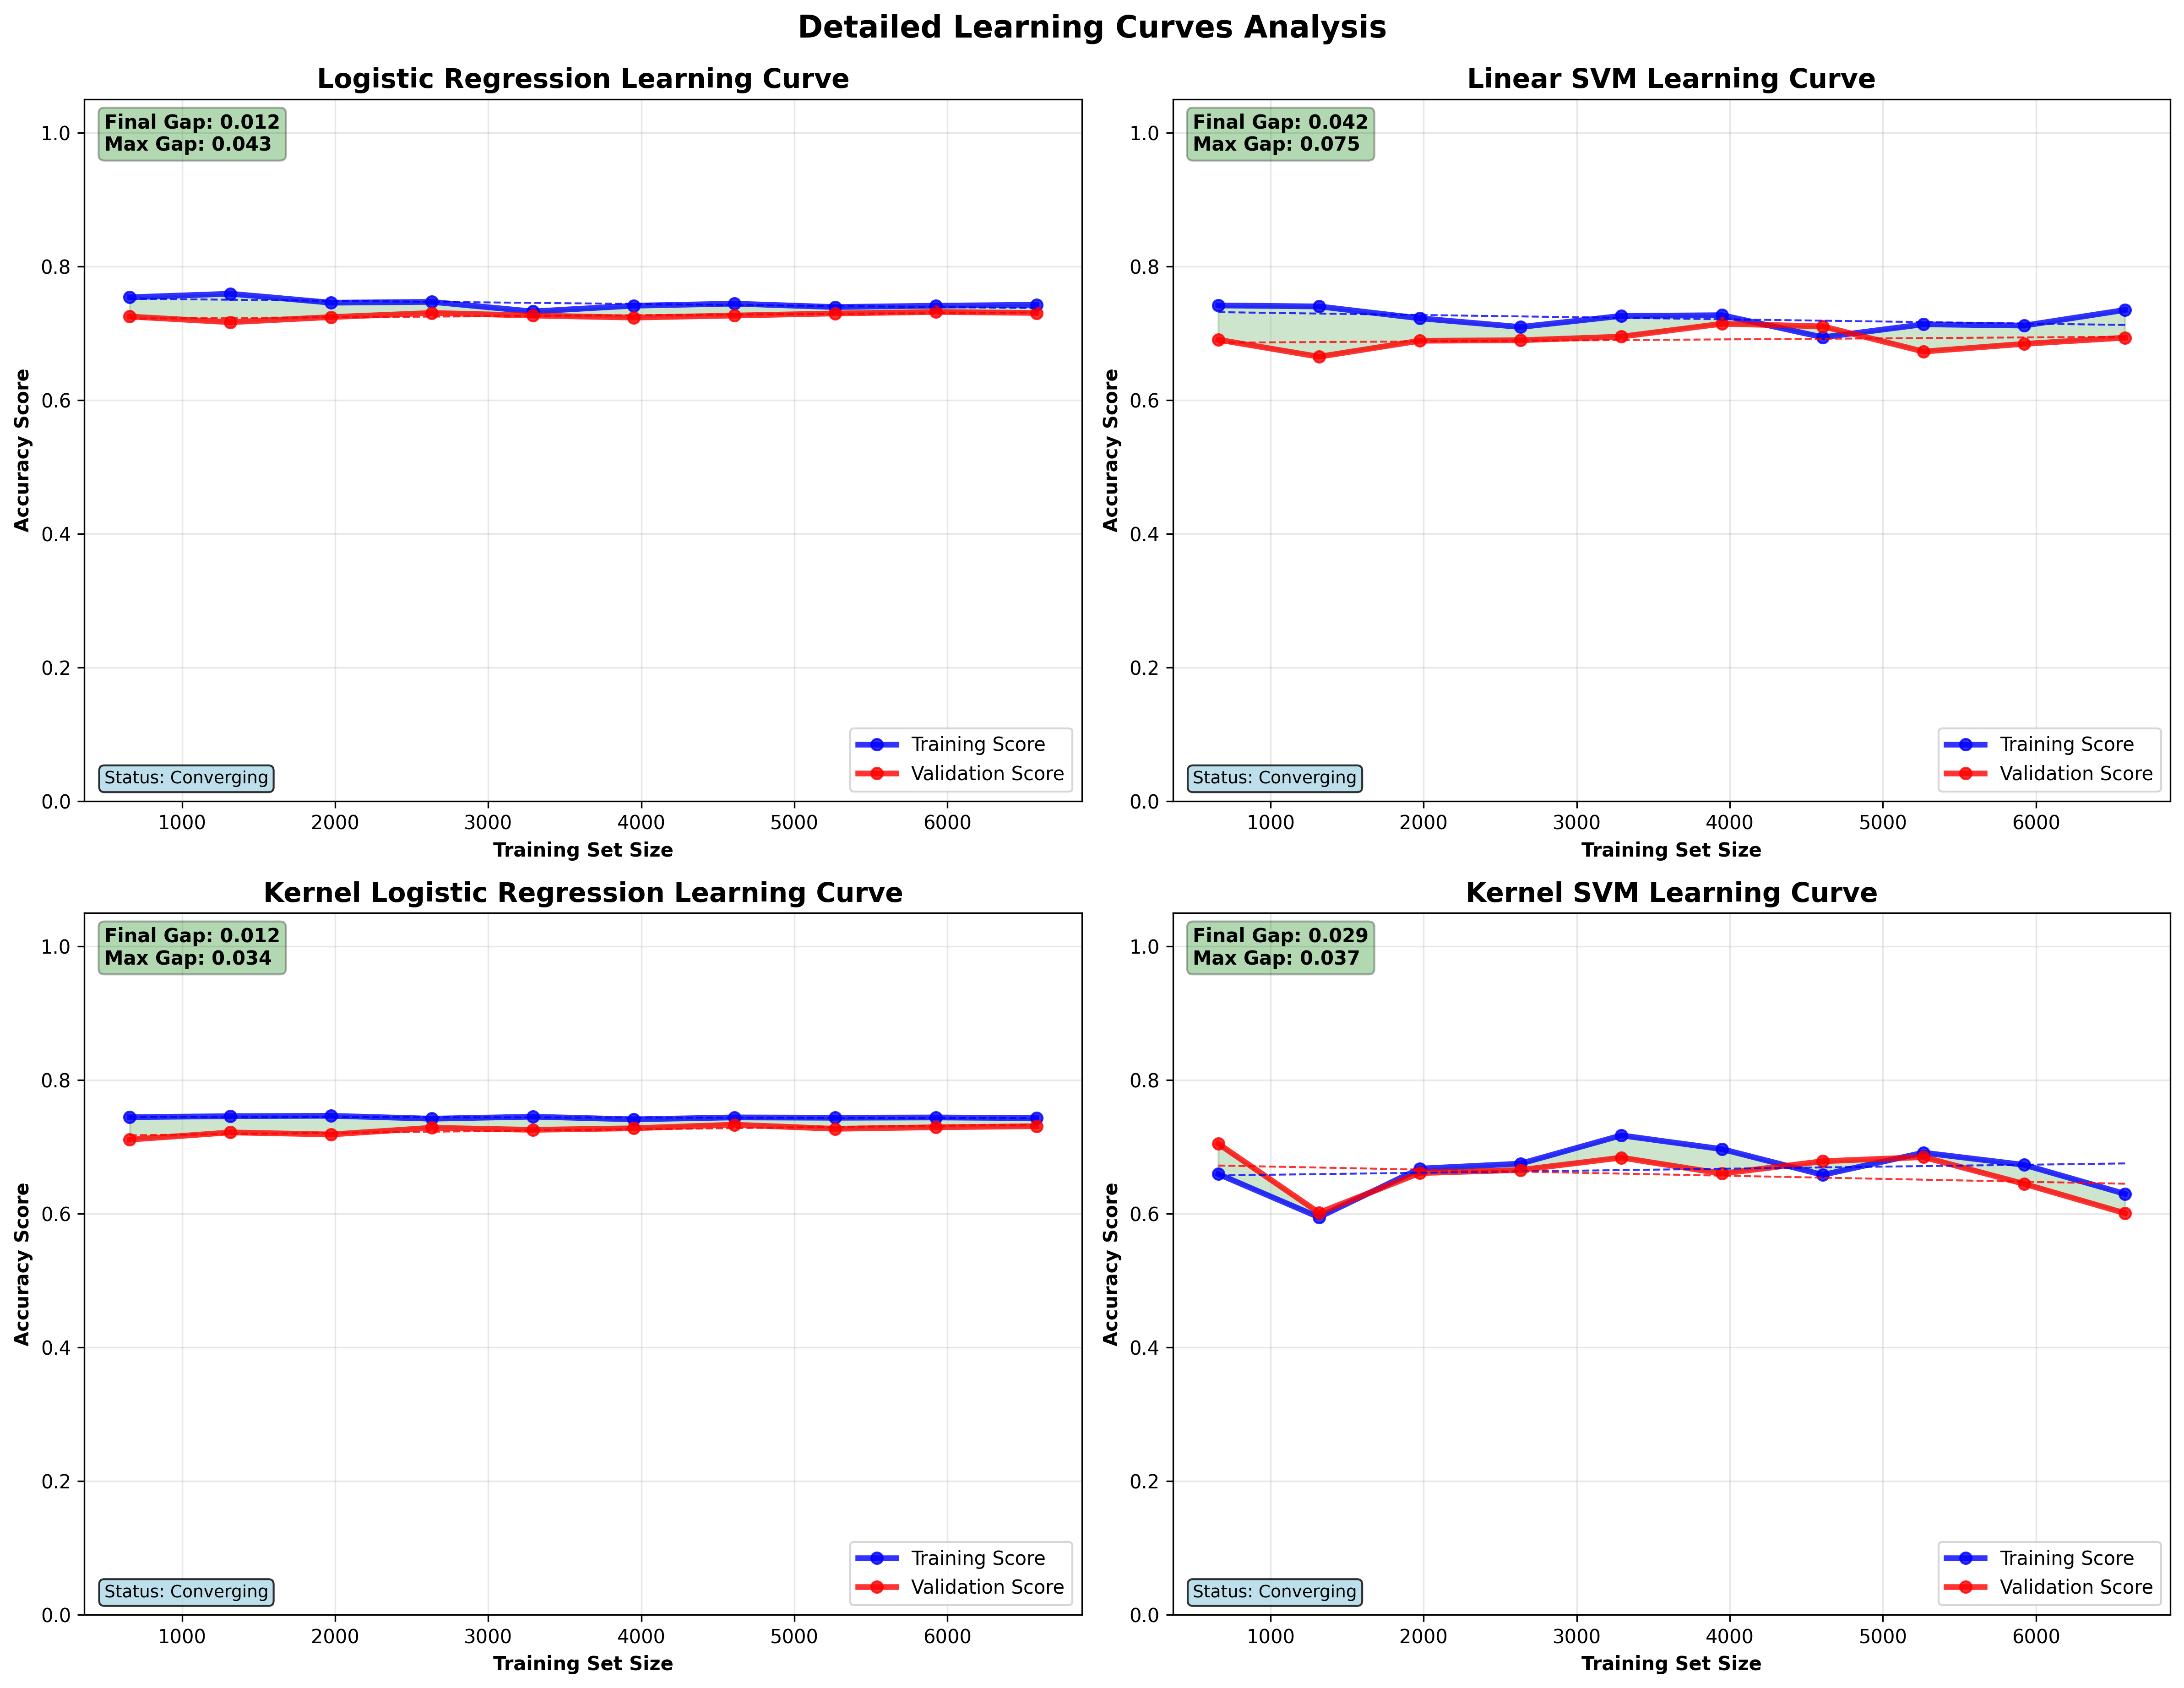 Detailed Learning Curves Analysis
Logistic Regression Learning Curve
Final Gap: 0.012
Max Gap: 0.043
1.0
0.8
0.6
0.4
0.2
0.0
Accuracy Score
Status: Converging
Training Score
Validation Score
1000 2000 3000 4000 5000 6000
Training Set Size
Linear SVM Learning Curve
Final Gap: 0.042
Max Gap: 0.075
1.0
0.8
0.6
0.4
0.2
0.0
Accuracy Score
Status: Converging
Training Score
Validation Score
1000 2000 3000 4000 5000 6000
Training Set Size
Kernel Logistic Regression Learning Curve
Final Gap: 0.012
Max Gap: 0.034
1.0
0.8
0.6
0.4
0.2
0.0
Accuracy Score
Status: Converging
Training Score
Validation Score
1000 2000 3000 4000 5000 6000
Training Set Size
Kernel SVM Learning Curve
Final Gap: 0.029
Max Gap: 0.037
1.0
0.8
0.6
0.4
0.2
0.0
Accuracy Score
Status: Converging
Training Score
Validation Score
1000 2000 3000 4000 5000 6000
Training Set Size